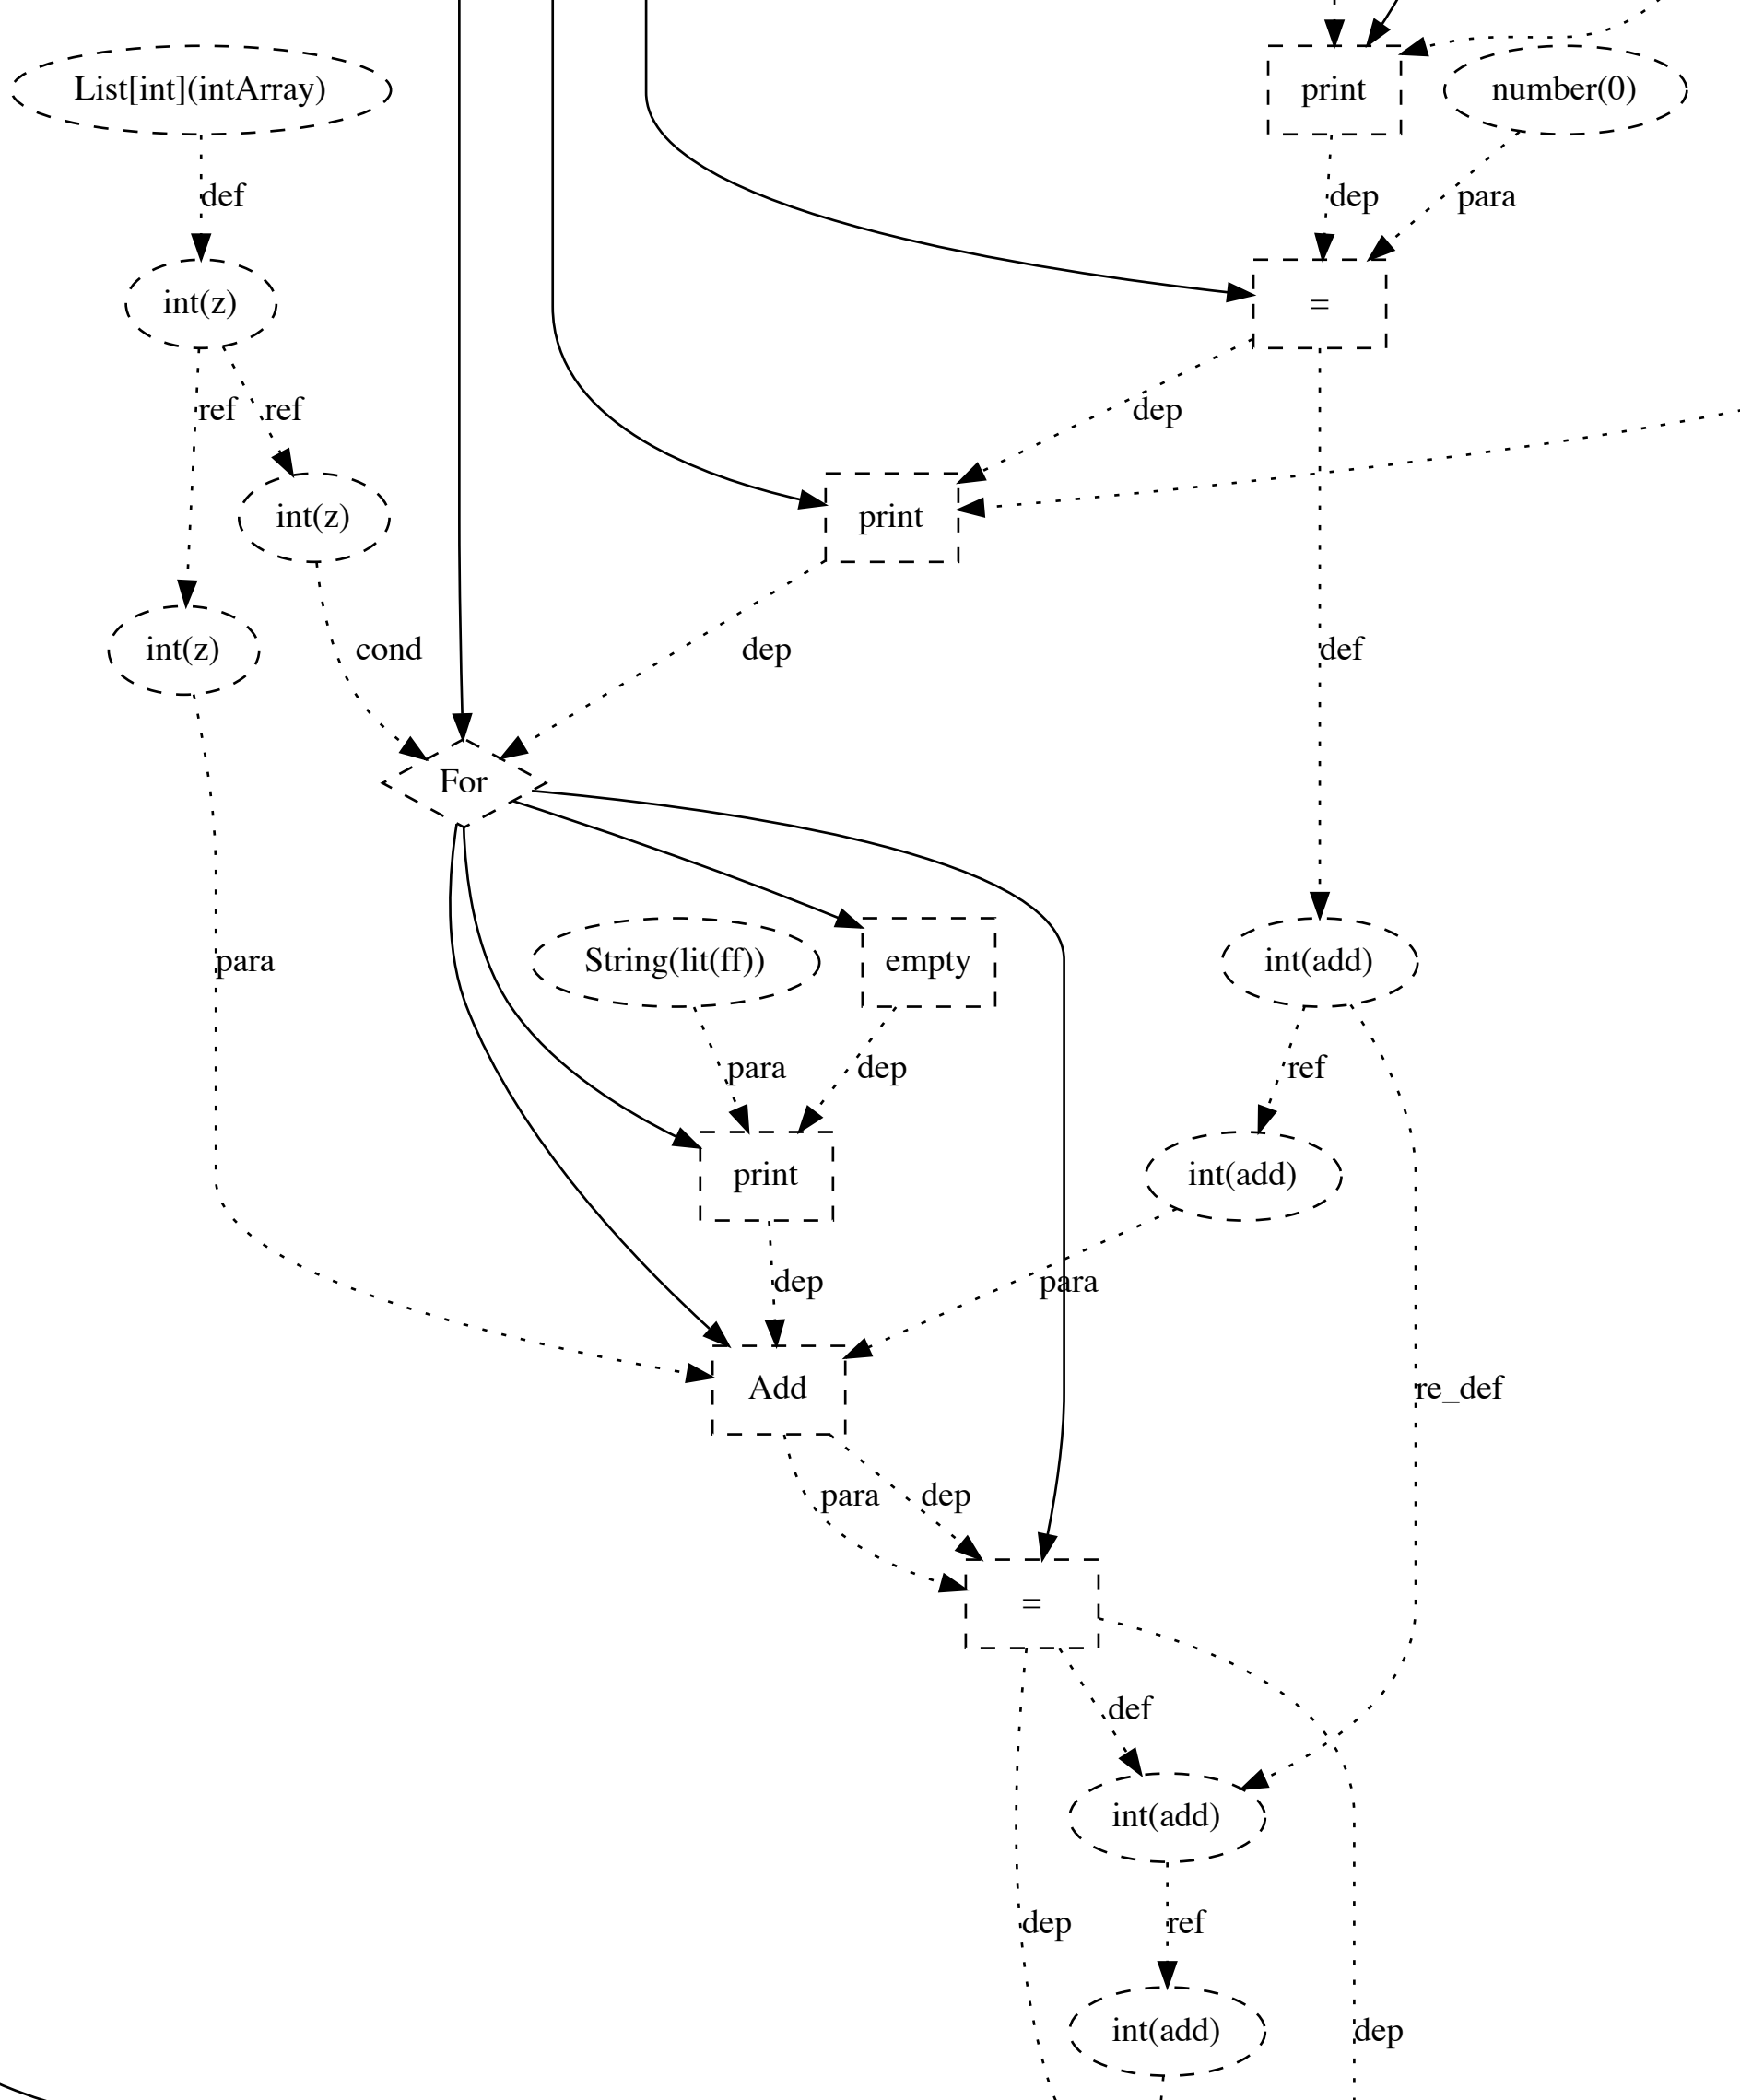 List[int](intArray)
print
number(0)
def
dep
para
int(z)
=
ref
ref
dep
int(z)
print
int(z)
cond
dep
def
For
para
String(lit(ff))
empty
int(add)
para
dep
ref
print
int(add)
dep
para
Add
re_def
para
dep
=
def
int(add)
dep
ref
int(add)
dep